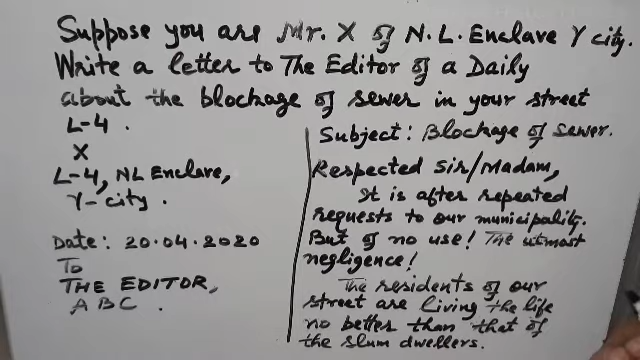 Suppose you are Mr. X of N.L. Enclave Y city.
Write a letter to The Editor of a Daily
about the blockage of sewer in your street
L-4.
X
L-4, NL Enclave,
Y-city.
Date: 20.04.2020
To
THE EDITOR,
ABC.
Subject: Blockage of sewer.
Respected Sir/Madam,
It is after repeated
requests to our municipality.
But of no use! The utmost
negligence!
The residents of our
street are living the life
no better than that of
the slum dwellers.